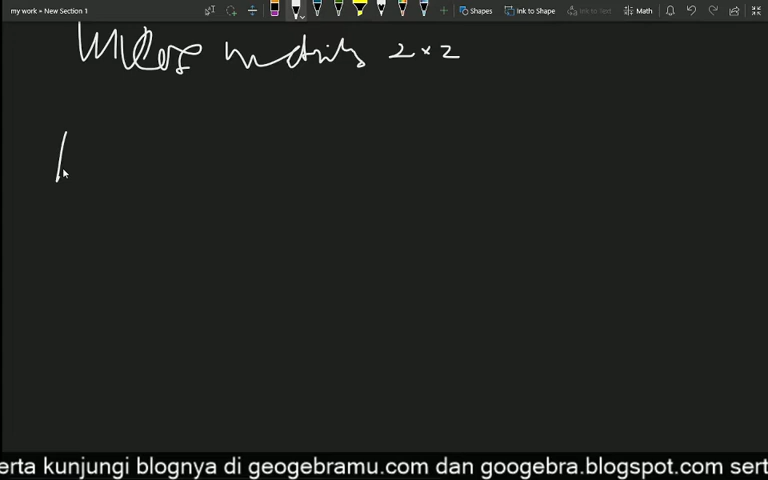 my work » New Section 1
Shapes
Ink to Shape
Ink to Text
Math
Invers matriks 2 × 2
erta kunjungi blognya di geogebramu.com dan googebra.blogspot.com sert